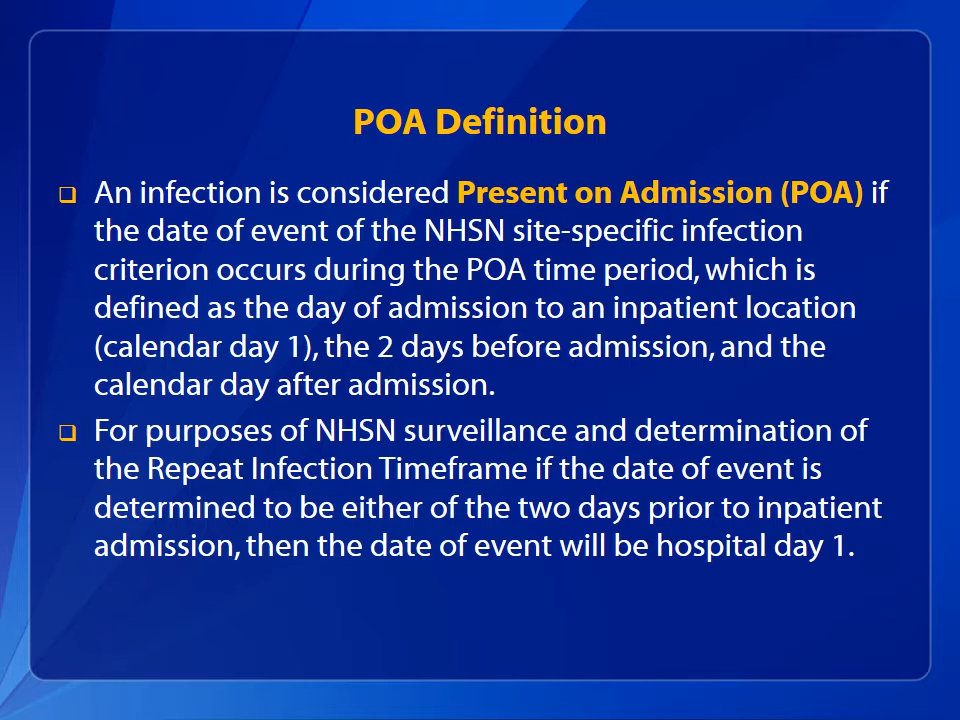 POA Definition
❑ An infection is considered Present on Admission (POA) if
the date of event of the NHSN site-specific infection
criterion occurs during the POA time period, which is
defined as the day of admission to an inpatient location
(calendar day 1), the 2 days before admission, and the
calendar day after admission.
❑ For purposes of NHSN surveillance and determination of
the Repeat Infection Timeframe if the date of event is
determined to be either of the two days prior to inpatient
admission, then the date of event will be hospital day 1.